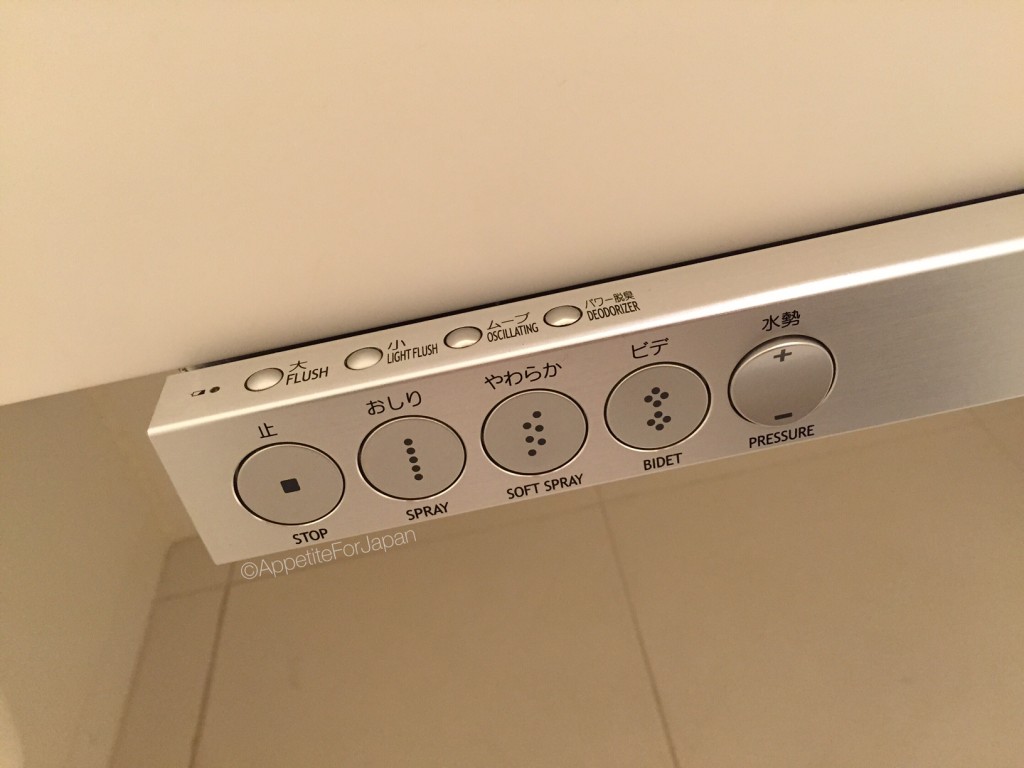 大
FLUSH
小
LIGHT FLUSH
ムーブ
OSCILLATING
パワー脱臭
DEODORIZER
止
STOP
おしり
SPRAY
やわらか
SOFT SPRAY
ビデ
BIDET
水勢
+
−
PRESSURE
©AppetiteForJapan